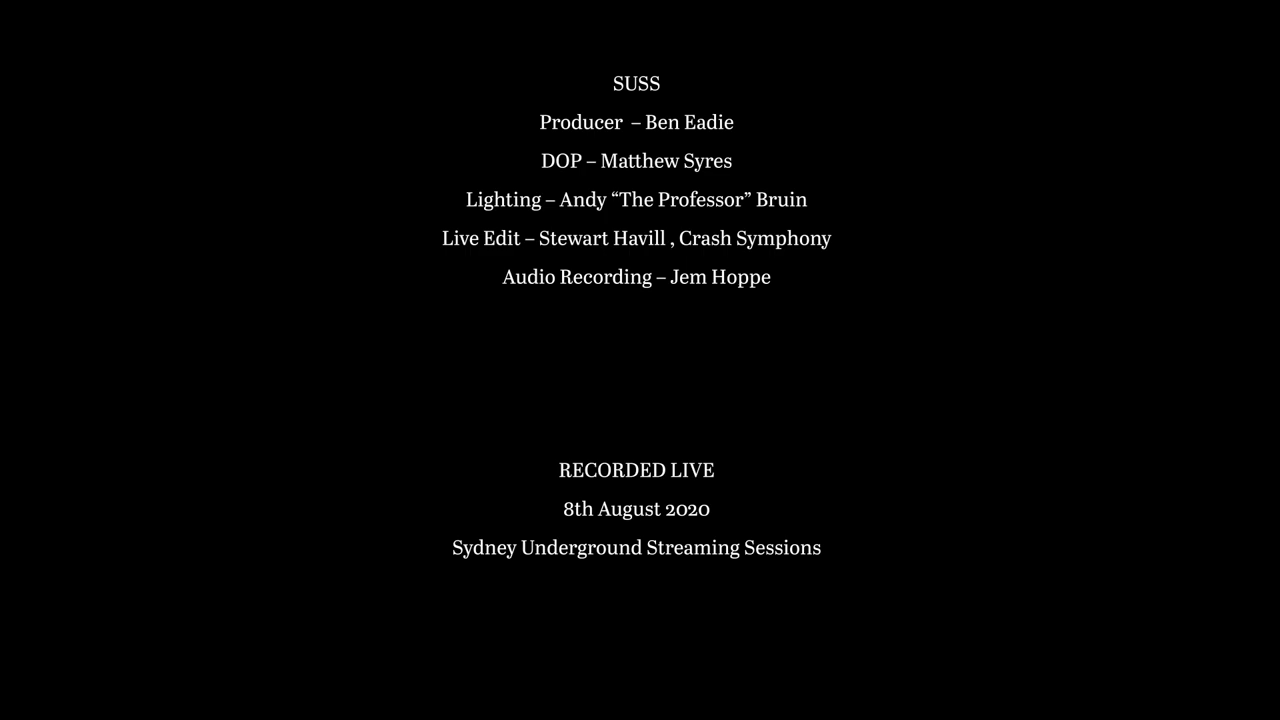 SUSS
Producer – Ben Eadie
DOP – Matthew Syres
Lighting – Andy “The Professor” Bruin
Live Edit – Stewart Havill , Crash Symphony
Audio Recording – Jem Hoppe
RECORDED LIVE
8th August 2020
Sydney Underground Streaming Sessions